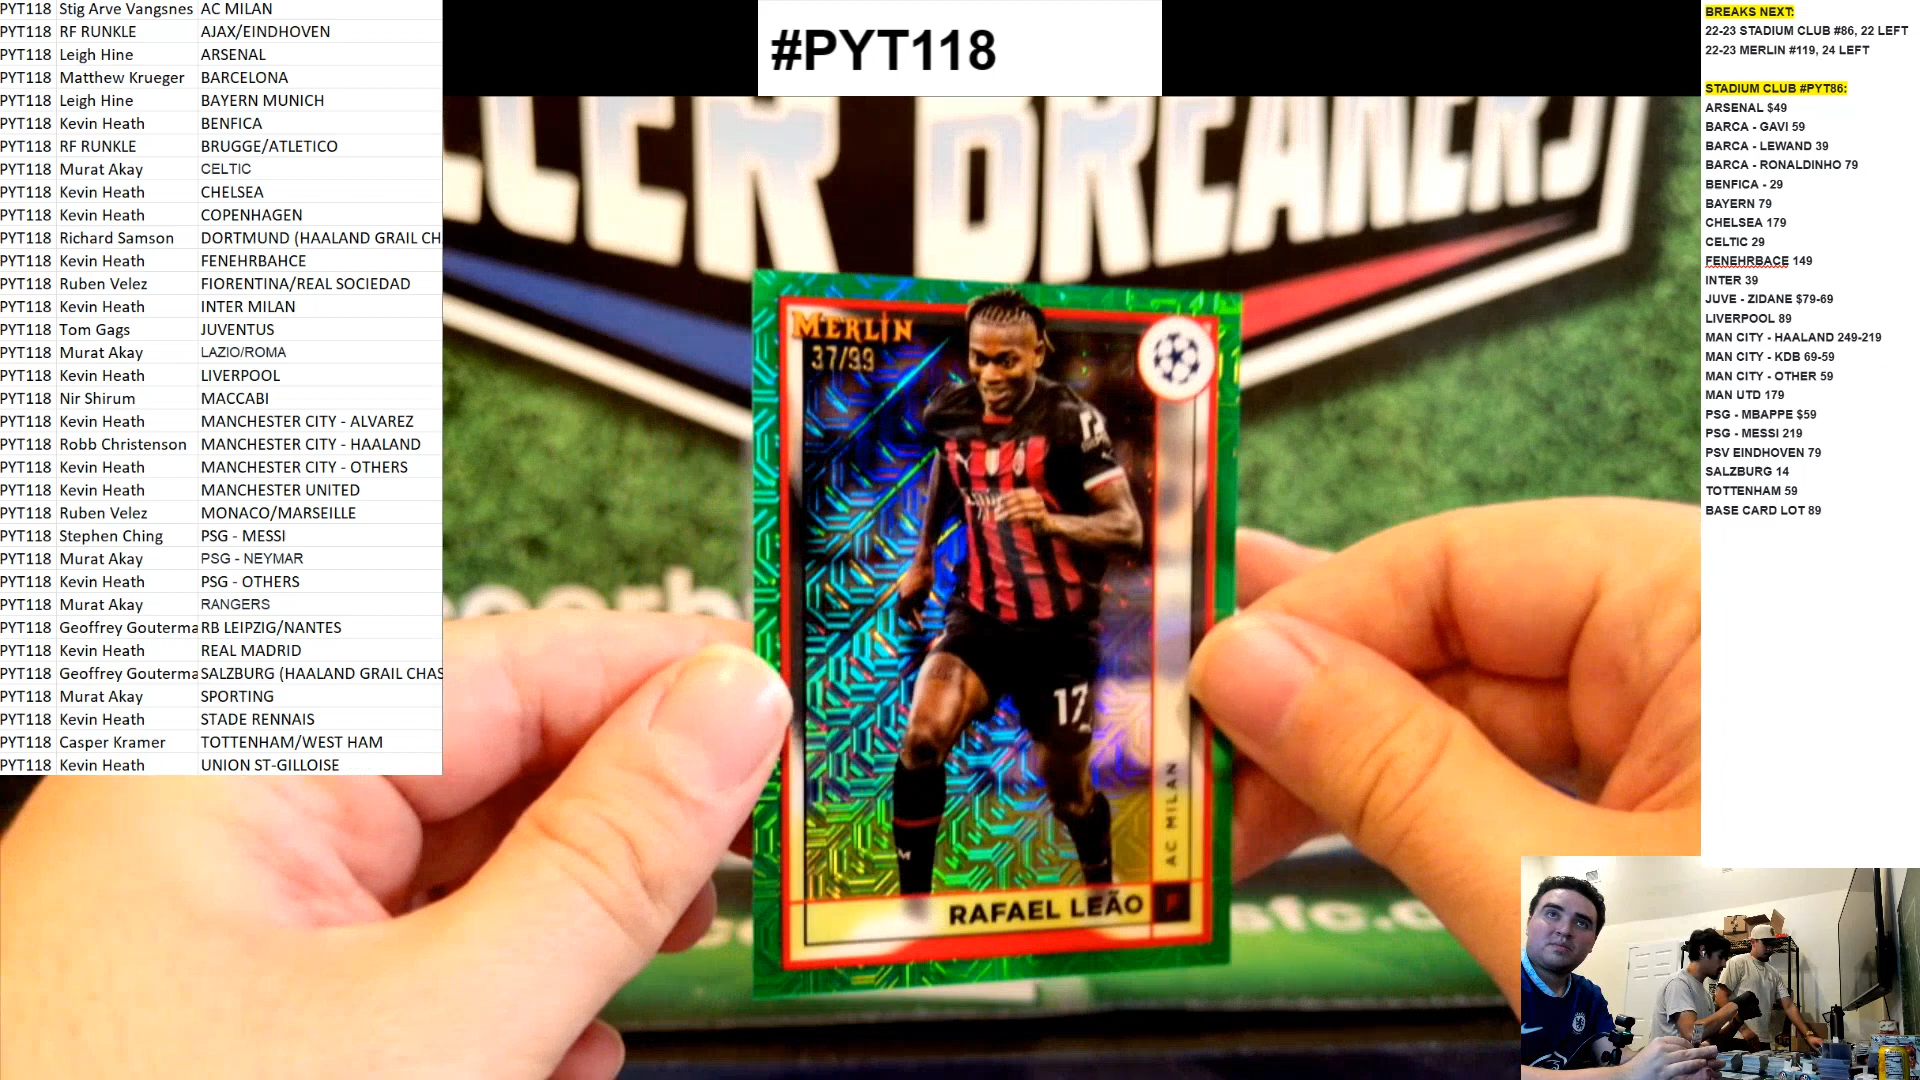 PYT118 Stig Arve Vangsnes AC MILAN
PYT118 RF RUNKLE AJAX/EINDHOVEN
PYT118 Leigh Hine ARSENAL
PYT118 Matthew Krueger BARCELONA
PYT118 Leigh Hine BAYERN MUNICH
PYT118 Kevin Heath BENFICA
PYT118 RF RUNKLE BRUGGE/ATLETICO
PYT118 Murat Akay CELTIC
PYT118 Kevin Heath CHELSEA
PYT118 Kevin Heath COPENHAGEN
PYT118 Richard Samson DORTMUND (HAALAND GRAIL CH
PYT118 Kevin Heath FENEHRBAHCE
PYT118 Ruben Velez FIORENTINA/REAL SOCIEDAD
PYT118 Kevin Heath INTER MILAN
PYT118 Tom Gags JUVENTUS
PYT118 Murat Akay LAZIO/ROMA
PYT118 Kevin Heath LIVERPOOL
PYT118 Nir Shirum MACCABI
PYT118 Kevin Heath MANCHESTER CITY - ALVAREZ
PYT118 Robb Christenson MANCHESTER CITY - HAALAND
PYT118 Kevin Heath MANCHESTER CITY - OTHERS
PYT118 Kevin Heath MANCHESTER UNITED
PYT118 Ruben Velez MONACO/MARSEILLE
PYT118 Stephen Ching PSG - MESSI
PYT118 Murat Akay PSG - NEYMAR
PYT118 Kevin Heath PSG - OTHERS
PYT118 Murat Akay RANGERS
PYT118 Geoffrey Gouterma RB LEIPZIG/NANTES
PYT118 Kevin Heath REAL MADRID
PYT118 Geoffrey Gouterma SALZBURG (HAALAND GRAIL CHAS
PYT118 Murat Akay SPORTING
PYT118 Kevin Heath STADE RENNAIS
PYT118 Casper Kramer TOTTENHAM/WEST HAM
PYT118 Kevin Heath UNION ST-GILLOISE
#PYT118
BREAKERS
MERLIN
37/99
17
AC MILAN
RAFAEL LEÃO
F
BREAKS NEXT:
22-23 STADIUM CLUB #86, 22 LEFT
22-23 MERLIN #119, 24 LEFT
STADIUM CLUB #PYT86:
ARSENAL $49
BARCA - GAVI 59
BARCA - LEWAND 39
BARCA - RONALDINHO 79
BENFICA - 29
BAYERN 79
CHELSEA 179
CELTIC 29
FENEHRBACE 149
INTER 39
JUVE - ZIDANE $79-69
LIVERPOOL 89
MAN CITY - HAALAND 249-219
MAN CITY - KDB 69-59
MAN CITY - OTHER 59
MAN UTD 179
PSG - MBAPPE $59
PSG - MESSI 219
PSV EINDHOVEN 79
SALZBURG 14
TOTTENHAM 59
BASE CARD LOT 89